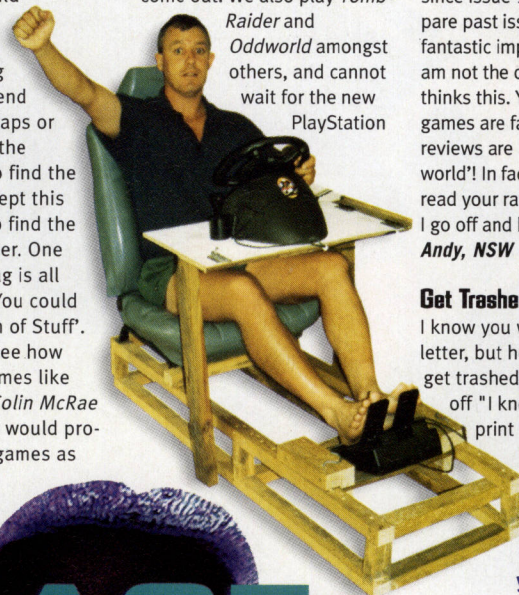 come out! We also play Tomb
Raider and
Oddworld amongst
others, and cannot
wait for the new
PlayStation
end
aps or
the
find the
ept this
find the
er. One
g is all
You could
n of Stuff'.
ee how
mes like
Colin McRae
would pro-
games as
pare past iss
fantastic imp
am not the o
thinks this. Y
games are fa
reviews are
world'! In fac
read your ra
I go off and
Andy, NSW
Get Trashe
I know you w
letter, but h
get trashed
off "I kn
print